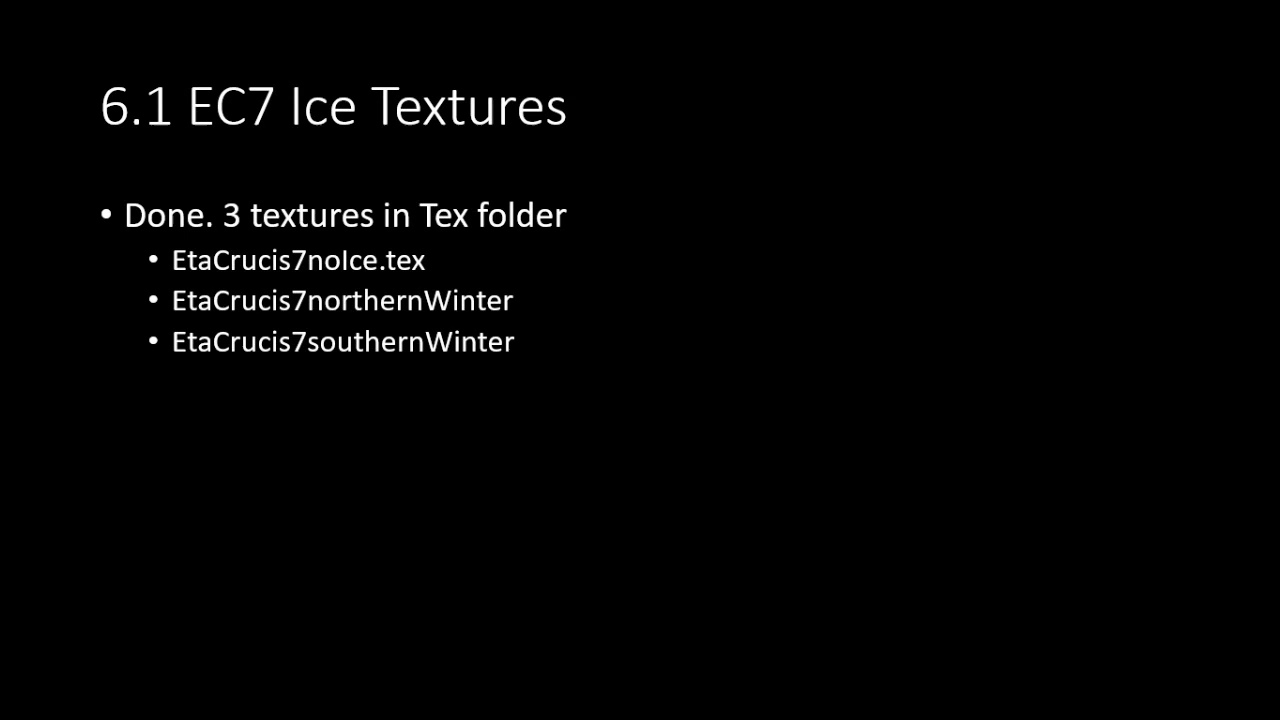 6.1 EC7 Ice Textures
• Done. 3 textures in Tex folder
• EtaCrucis7noIce.tex
• EtaCrucis7northernWinter
• EtaCrucis7southernWinter